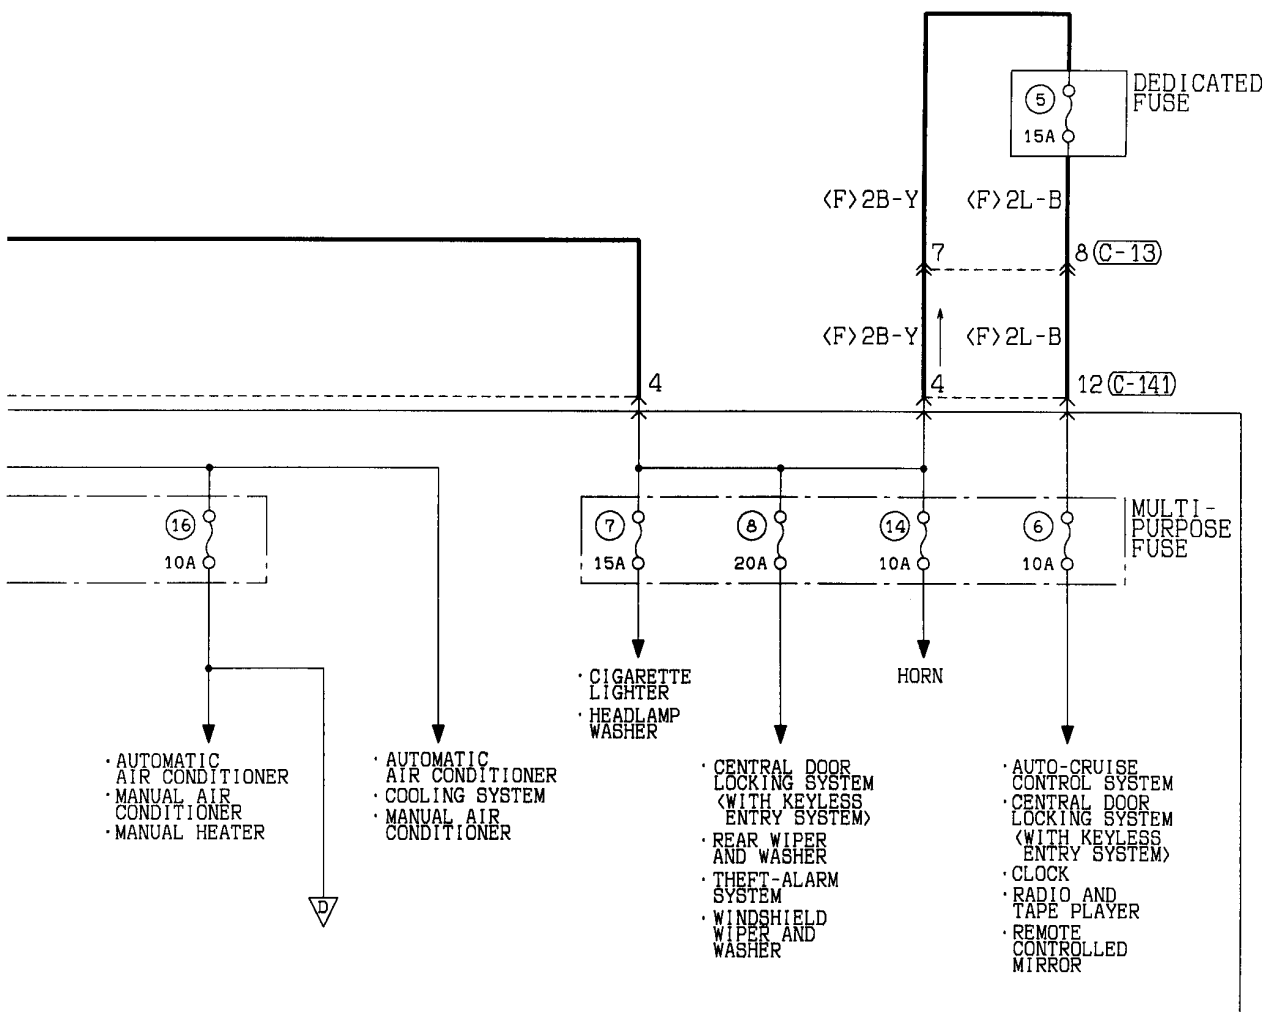 DEDICATED
FUSE
5
15A
<F>2B-Y
<F>2L-B
7
8
C-13
<F>2B-Y
<F>2L-B
4
4
12
C-141
MULTI-
PURPOSE
FUSE
16
10A
7
15A
8
20A
14
10A
6
10A
· CIGARETTE
LIGHTER
· HEADLAMP
WASHER
HORN
· AUTOMATIC
AIR CONDITIONER
· MANUAL AIR
CONDITIONER
· MANUAL HEATER
· AUTOMATIC
AIR CONDITIONER
· COOLING SYSTEM
· MANUAL AIR
CONDITIONER
· CENTRAL DOOR
LOCKING SYSTEM
<WITH KEYLESS
ENTRY SYSTEM>
· REAR WIPER
AND WASHER
· THEFT-ALARM
SYSTEM
· WINDSHIELD
WIPER AND
WASHER
· AUTO-CRUISE
CONTROL SYSTEM
· CENTRAL DOOR
LOCKING SYSTEM
<WITH KEYLESS
ENTRY SYSTEM>
· CLOCK
· RADIO AND
TAPE PLAYER
· REMOTE
CONTROLLED
MIRROR
D